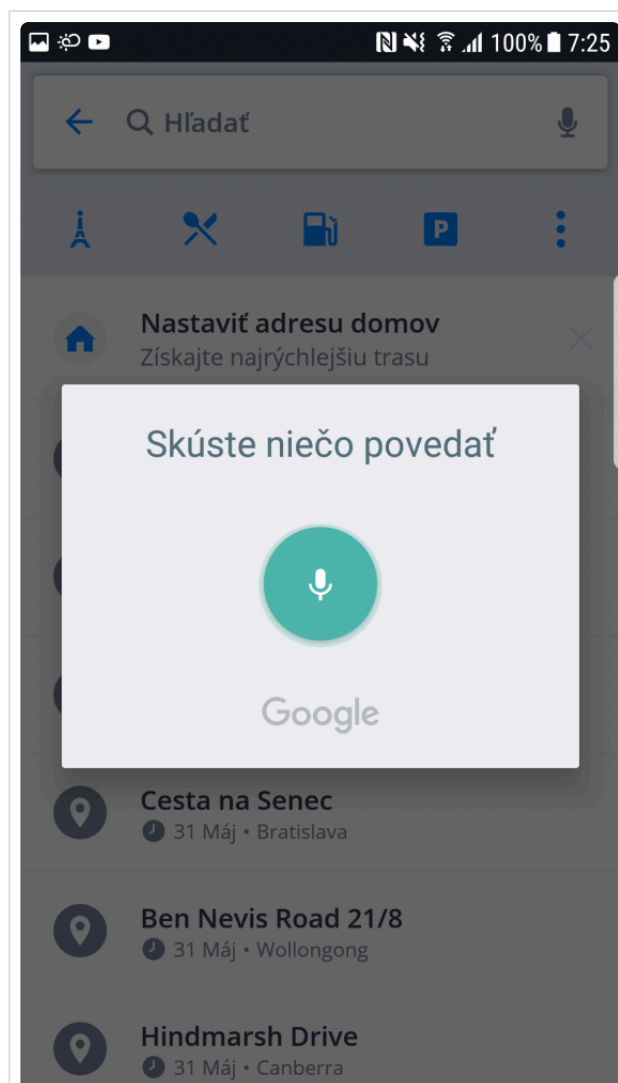 100% 7:25
Hľadať
P
Nastaviť adresu domov
Získajte najrýchlejšiu trasu
Skúste niečo povedať
Google
Cesta na Senec
31 Máj • Bratislava
Ben Nevis Road 21/8
31 Máj • Wollongong
Hindmarsh Drive
31 Máj • Canberra